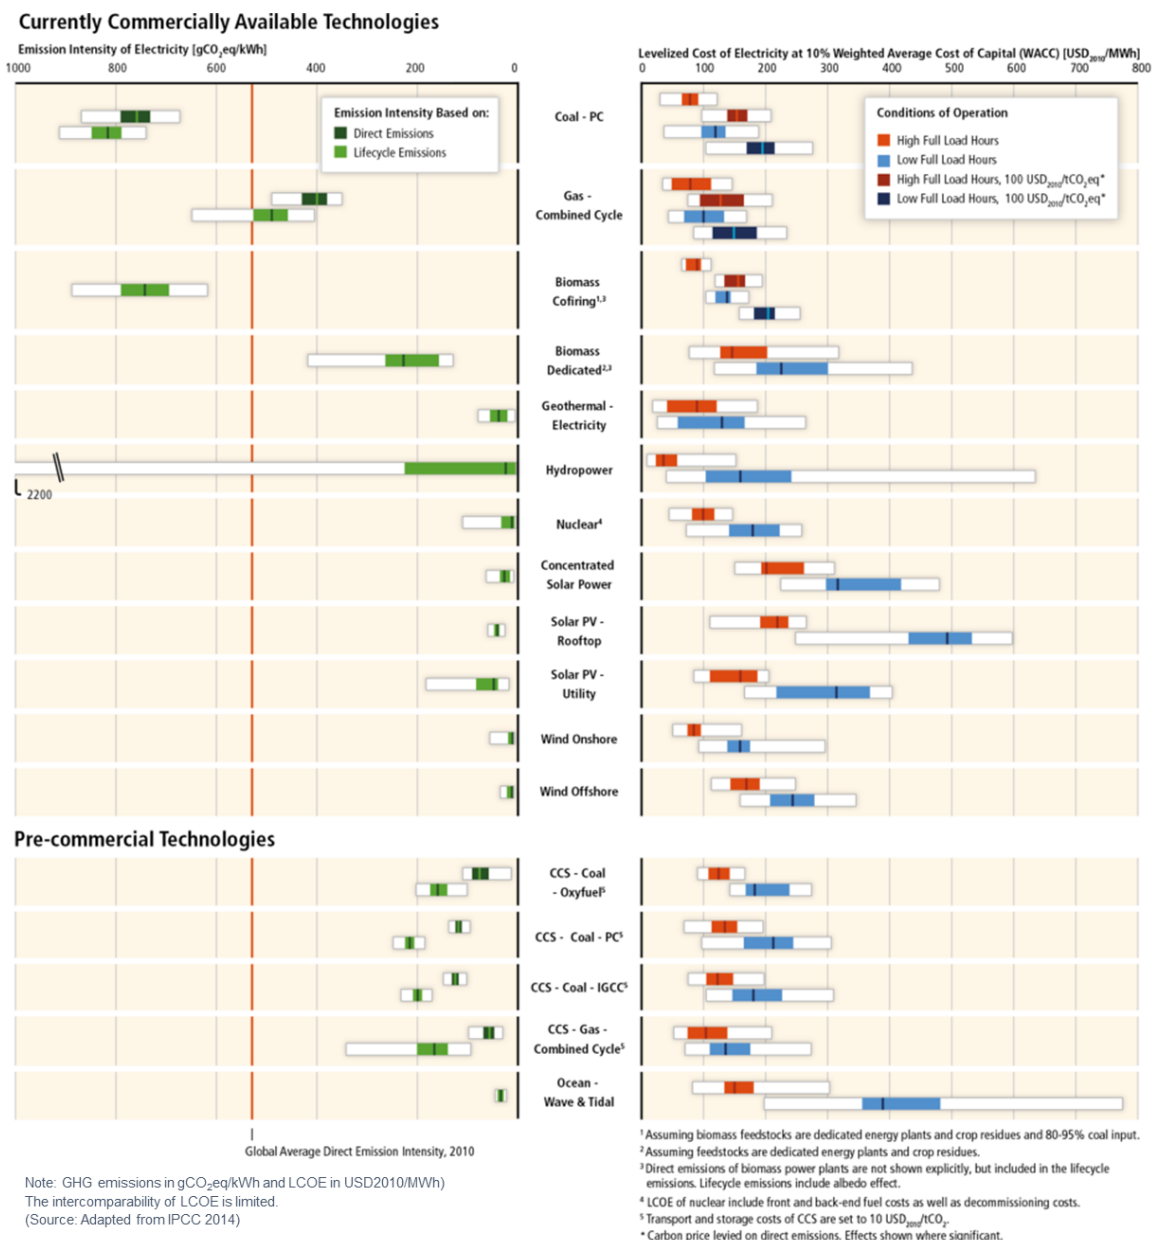 Currently Commercially Available Technologies
Emission Intensity of Electricity [gCO2eq/kWh]
Levelized Cost of Electricity at 10% Weighted Average Cost of Capital (WACC) [USD2010/MWh]
1000 800 600 400 200 0
0 100 200 300 400 500 600 700 800
Emission Intensity Based on:
Direct Emissions
Lifecycle Emissions
Conditions of Operation
High Full Load Hours
Low Full Load Hours
High Full Load Hours, 100 USD2010/tCO2eq*
Low Full Load Hours, 100 USD2010/tCO2eq*
Coal - PC
Gas -
Combined Cycle
Biomass
Cofiring1,3
Biomass
Dedicated2,3
Geothermal -
Electricity
Hydropower
2200
Nuclear4
Concentrated
Solar Power
Solar PV -
Rooftop
Solar PV -
Utility
Wind Onshore
Wind Offshore
Pre-commercial Technologies
CCS - Coal
- Oxyfuel5
CCS - Coal - PC5
CCS - Coal - IGCC5
CCS - Gas -
Combined Cycle5
Ocean -
Wave & Tidal
Global Average Direct Emission Intensity, 2010
Note: GHG emissions in gCO2eq/kWh and LCOE in USD2010/MWh)
The intercomparability of LCOE is limited.
(Source: Adapted from IPCC 2014)
1 Assuming biomass feedstocks are dedicated energy plants and crop residues and 80-95% coal input.
2 Assuming feedstocks are dedicated energy plants and crop residues.
3 Direct emissions of biomass power plants are not shown explicitly, but included in the lifecycle
emissions. Lifecycle emissions include albedo effect.
4 LCOE of nuclear include front and back-end fuel costs as well as decommissioning costs.
5 Transport and storage costs of CCS are set to 10 USD2010/tCO2.
* Carbon price levied on direct emissions. Effects shown where significant.